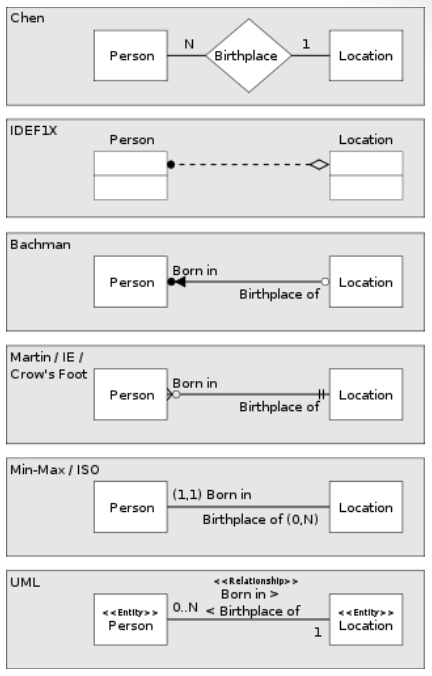 Chen
Person
N
Birthplace
1
Location
IDEF1X
Person
Location
Bachman
Person
Born in
Birthplace of
Location
Martin / IE /
Crow's Foot
Person
Born in
Birthplace of
Location
Min-Max / ISO
Person
(1,1) Born in
Birthplace of (0,N)
Location
UML
<<Entity>>
Person
0..N
<<Relationship>>
Born in >
< Birthplace of
1
<<Entity>>
Location